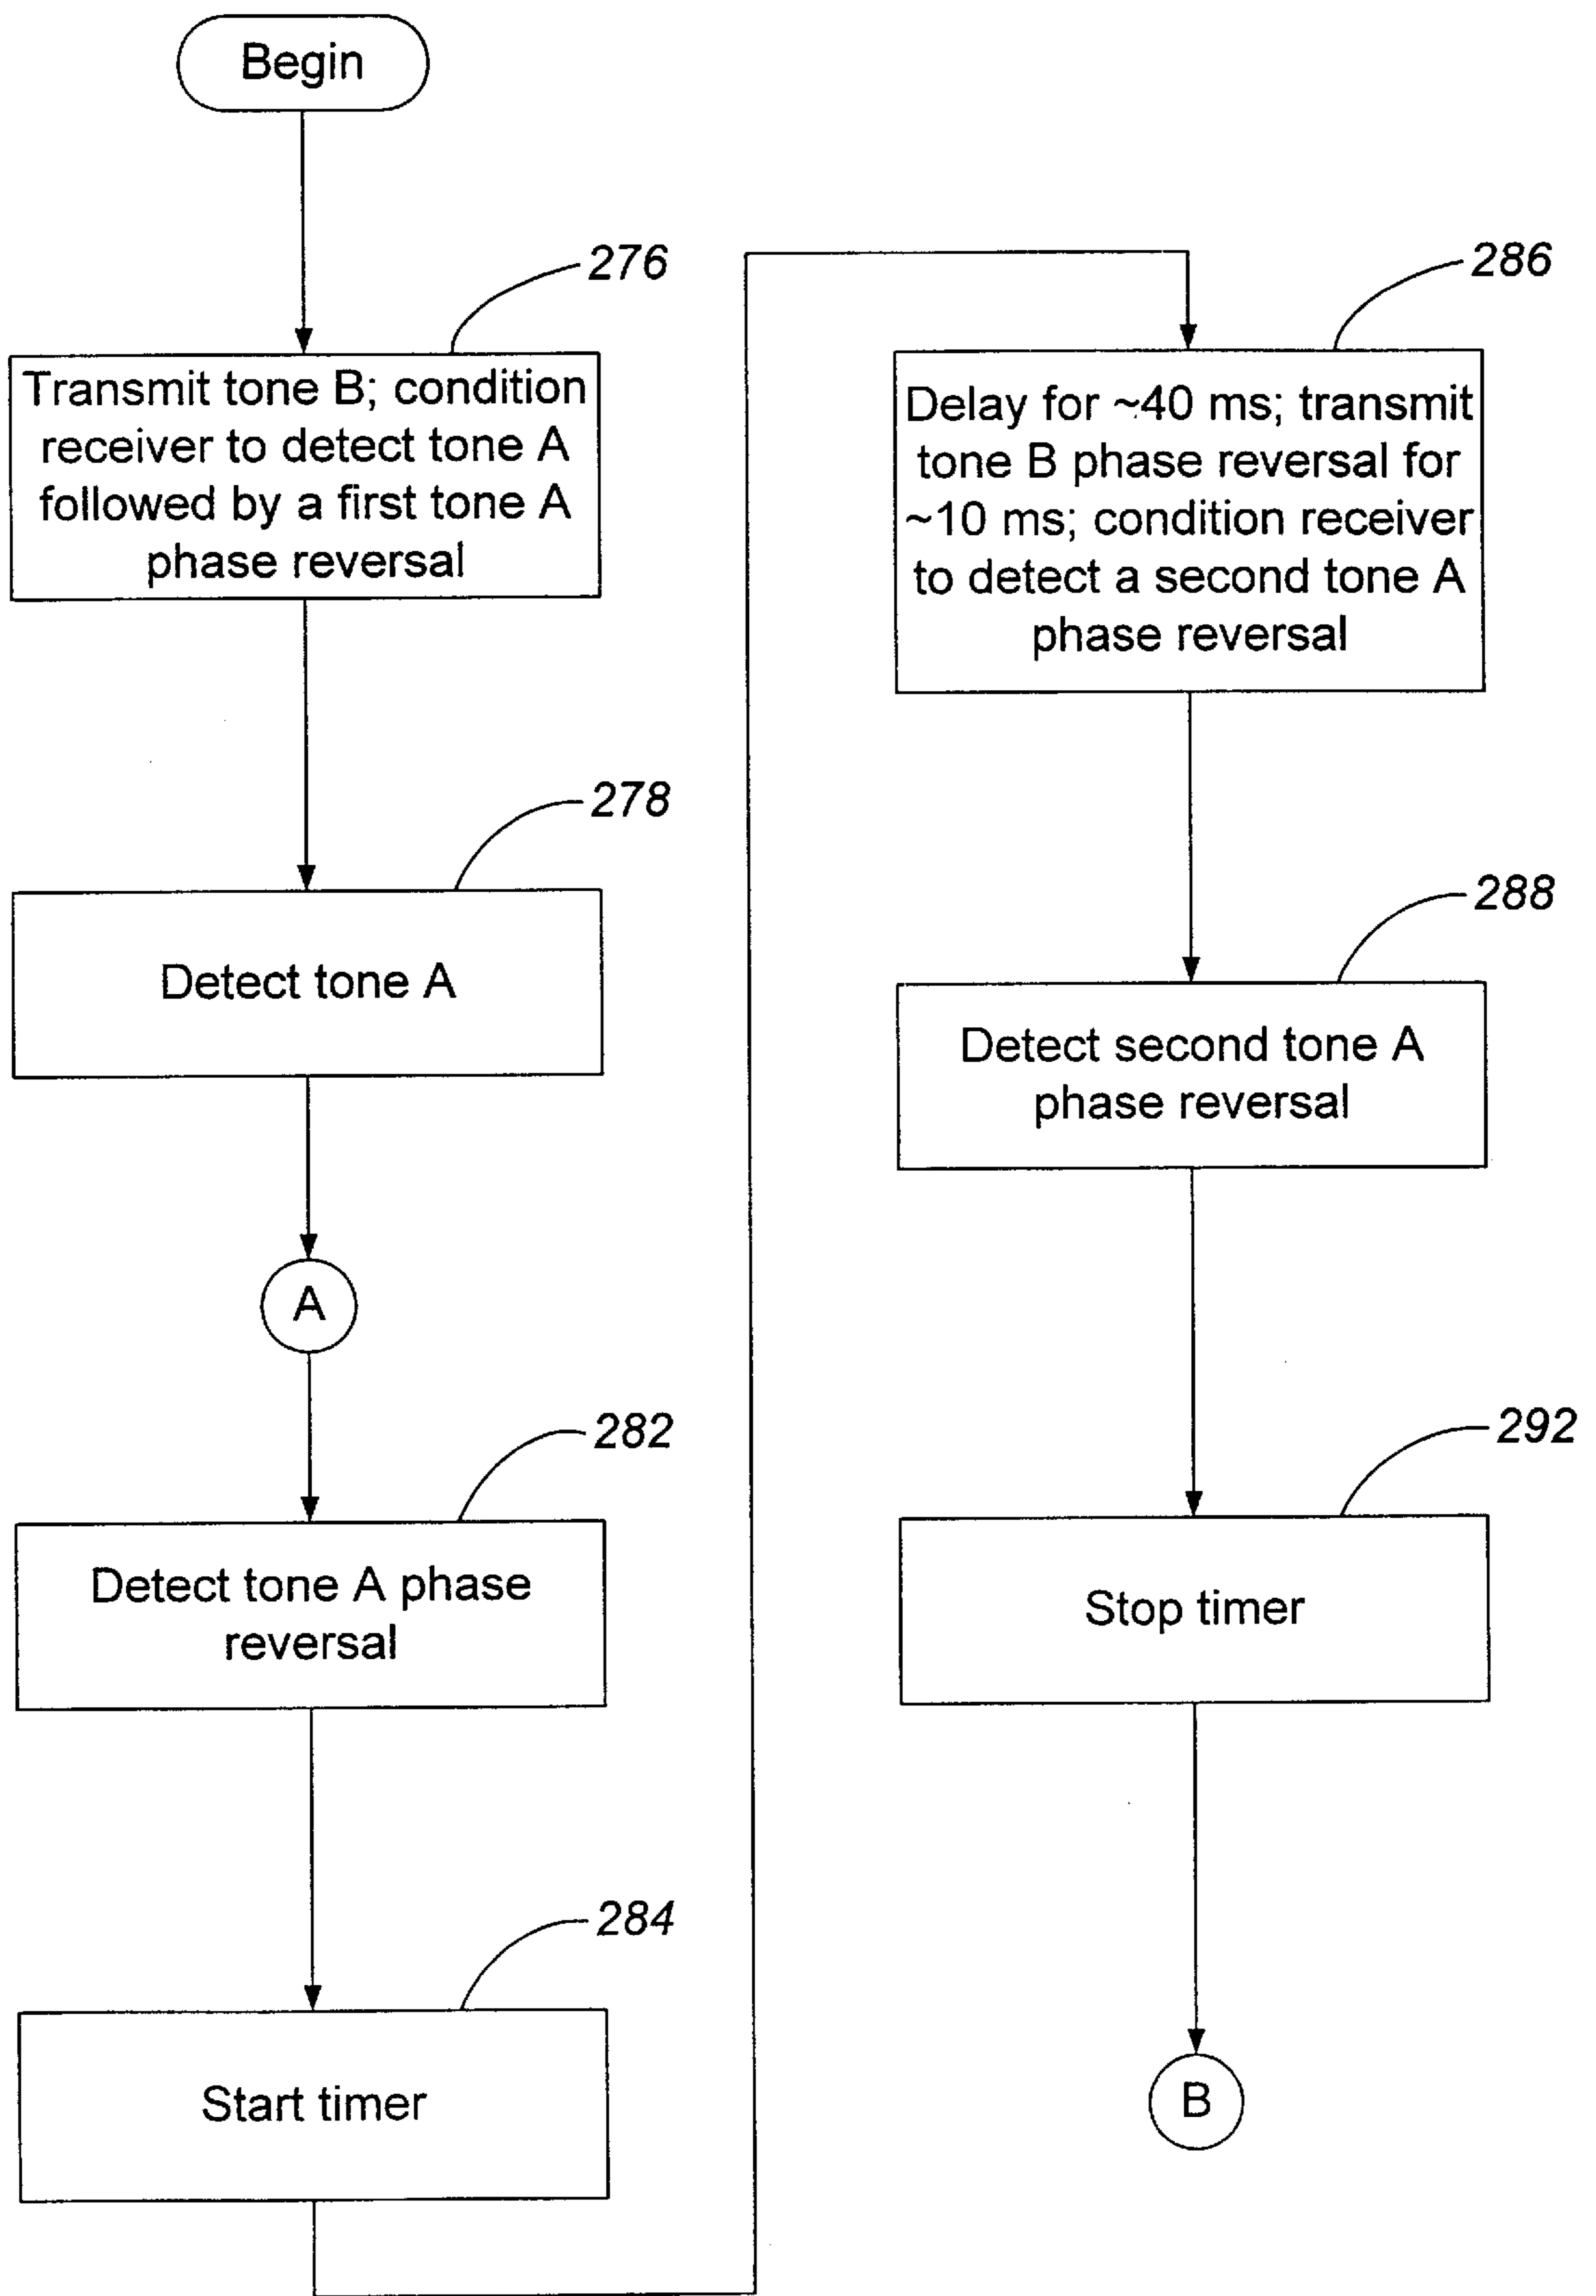 Begin
276
Transmit tone B; condition
receiver to detect tone A
followed by a first tone A
phase reversal
278
Detect tone A
A
282
Detect tone A phase
reversal
284
Start timer
286
Delay for ~40 ms; transmit
tone B phase reversal for
~10 ms; condition receiver
to detect a second tone A
phase reversal
288
Detect second tone A
phase reversal
292
Stop timer
B